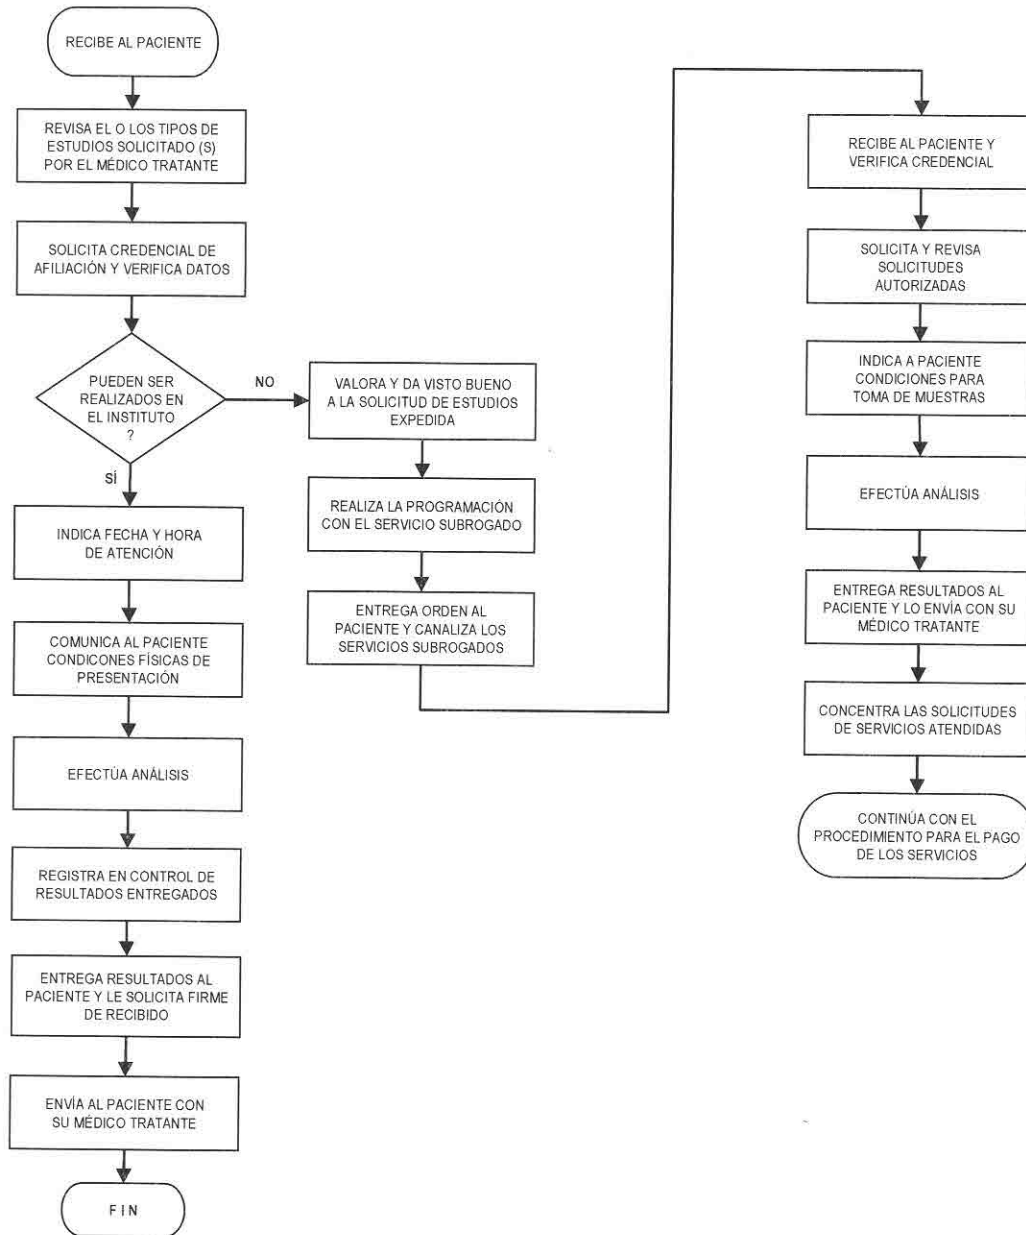 RECIBE AL PACIENTE
REVISA EL O LOS TIPOS DE
ESTUDIOS SOLICITADO (S)
POR EL MÉDICO TRATANTE
SOLICITA CREDENCIAL DE
AFILIACIÓN Y VERIFICA DATOS
PUEDEN SER
REALIZADOS EN
EL INSTITUTO
?
NO
SÍ
INDICA FECHA Y HORA
DE ATENCIÓN
COMUNICA AL PACIENTE
CONDICONES FÍSICAS DE
PRESENTACIÓN
EFECTÚA ANÁLISIS
REGISTRA EN CONTROL DE
RESULTADOS ENTREGADOS
ENTREGA RESULTADOS AL
PACIENTE Y LE SOLICITA FIRME
DE RECIBIDO
ENVÍA AL PACIENTE CON
SU MÉDICO TRATANTE
F I N
VALORA Y DA VISTO BUENO
A LA SOLICITUD DE ESTUDIOS
EXPEDIDA
REALIZA LA PROGRAMACIÓN
CON EL SERVICIO SUBROGADO
ENTREGA ORDEN AL
PACIENTE Y CANALIZA LOS
SERVICIOS SUBROGADOS
RECIBE AL PACIENTE Y
VERIFICA CREDENCIAL
SOLICITA Y REVISA
SOLICITUDES
AUTORIZADAS
INDICA A PACIENTE
CONDICIONES PARA
TOMA DE MUESTRAS
EFECTÚA ANÁLISIS
ENTREGA RESULTADOS AL
PACIENTE Y LO ENVÍA CON SU
MÉDICO TRATANTE
CONCENTRA LAS SOLICITUDES
DE SERVICIOS ATENDIDAS
CONTINÚA CON EL
PROCEDIMIENTO PARA EL PAGO
DE LOS SERVICIOS